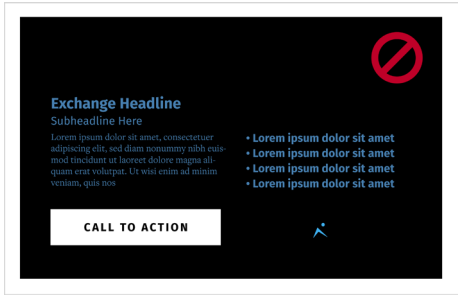 Exchange Headline
Subheadline Here
Lorem ipsum dolor sit amet, consectetuer
adipiscing elit, sed diam nonummy nibh euis-
mod tincidunt ut laoreet dolore magna ali-
quam erat volutpat. Ut wisi enim ad minim
veniam, quis nos
• Lorem ipsum dolor sit amet
• Lorem ipsum dolor sit amet
• Lorem ipsum dolor sit amet
• Lorem ipsum dolor sit amet
CALL TO ACTION